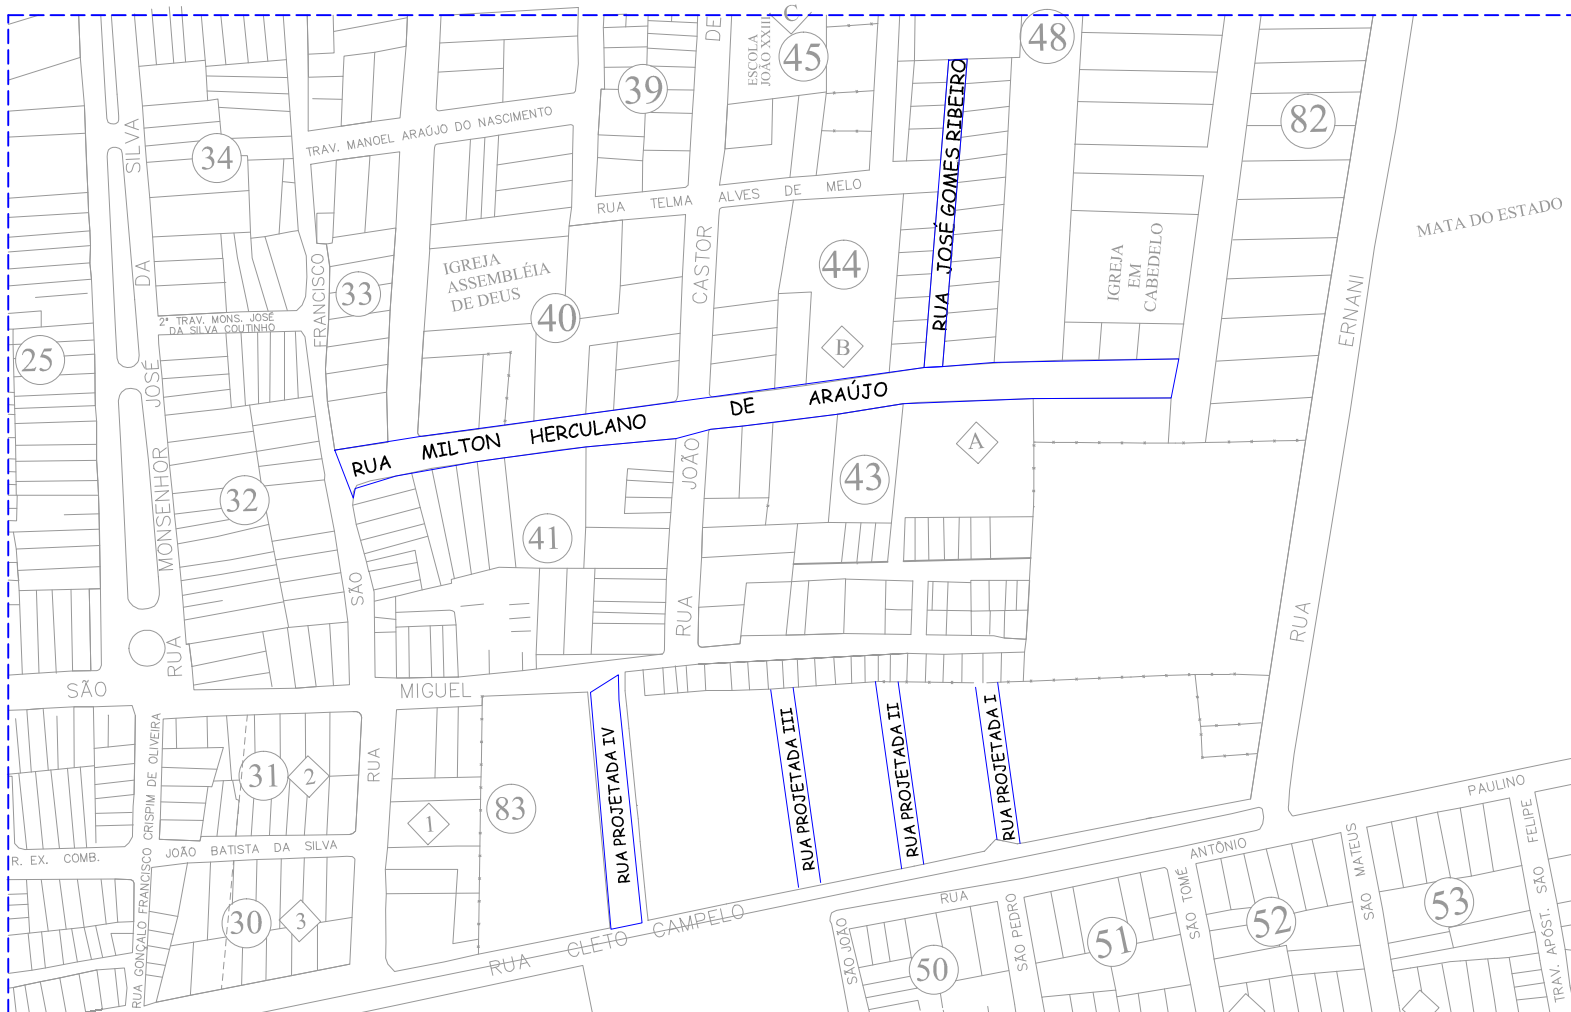 C
DE
ESCOLA
JOÃO XXIII
45
48
39
82
SILVA
34
TRAV. MANOEL ARAÚJO DO NASCIMENTO
RUA TELMA ALVES DE MELO
RUA JOSÉ GOMES RIBEIRO
MATA DO ESTADO
DA
FRANCISCO
33
IGREJA
ASSEMBLÉIA
DE DEUS
40
CASTOR
44
B
IGREJA
EM
CABEDELO
ERNANI
2ª TRAV. MONS. JOSÉ
DA SILVA COUTINHO
25
JOSÉ
RUA MILTON HERCULANO DE ARAÚJO
MONSENHOR
32
41
JOÃO
43
A
SÃO
RUA
RUA
RUA
SÃO MIGUEL
31
2
RUA
1
83
RUA PROJETADA IV
RUA PROJETADA III
RUA PROJETADA II
RUA PROJETADA I
R. EX. COMB.
RUA GONÇALO FRANCISCO CRISPIM DE OLIVEIRA
JOÃO BATISTA DA SILVA
30
3
RUA CLETO CAMPELO
RUA ANTÔNIO PAULINO
SÃO JOÃO
50
SÃO PEDRO
51
SÃO TOMÉ
52
SÃO MATEUS
53
TRAV. APÓST. SÃO FELIPE